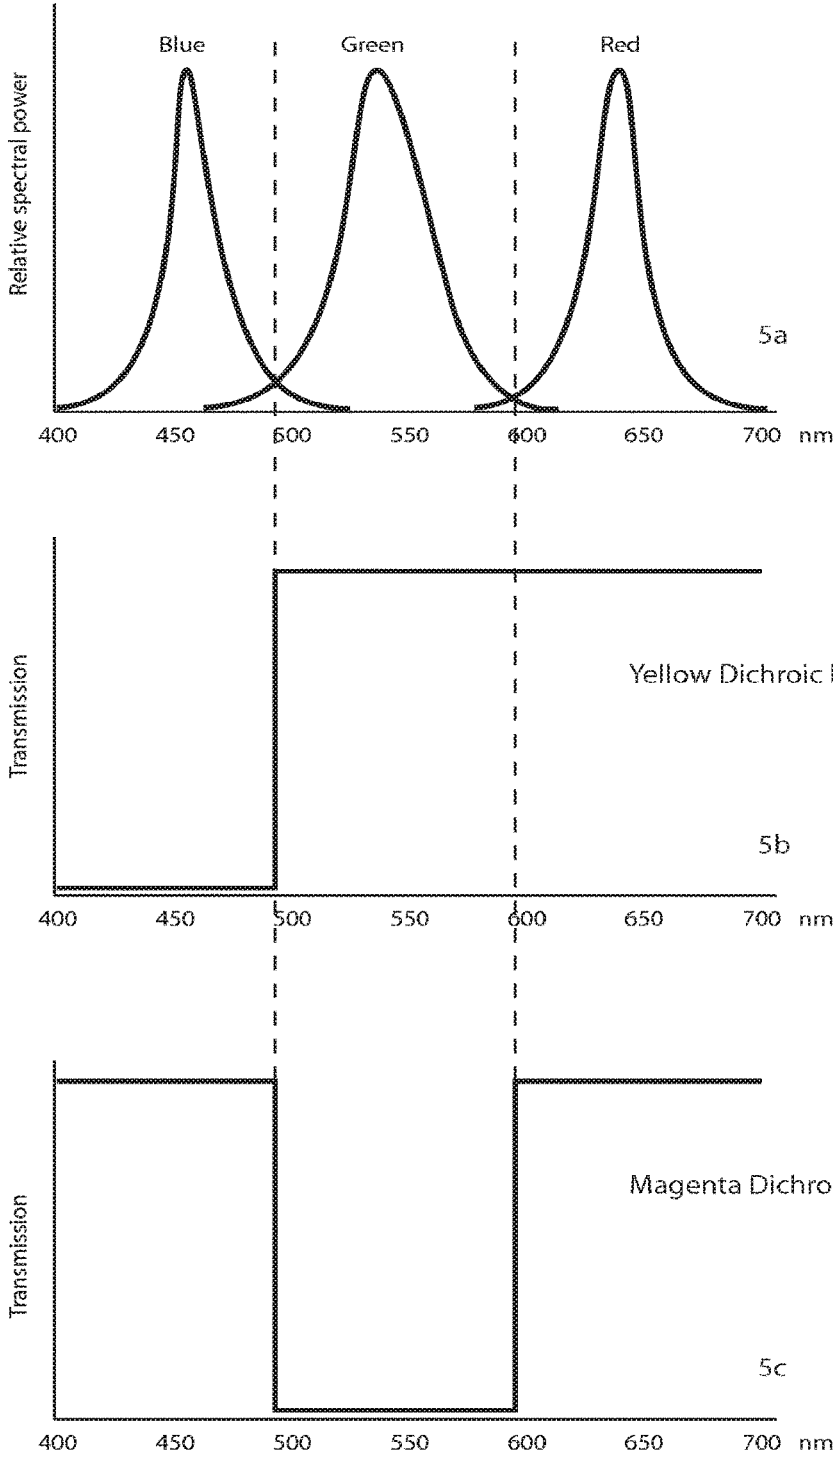 Blue Green Red
Relative spectral power
5a
400 450 500 550 600 650 700 nm
Transmission
Yellow Dichroic
5b
400 450 500 550 600 650 700 nm
Transmission
Magenta Dichro
5c
400 450 500 550 600 650 700 nm